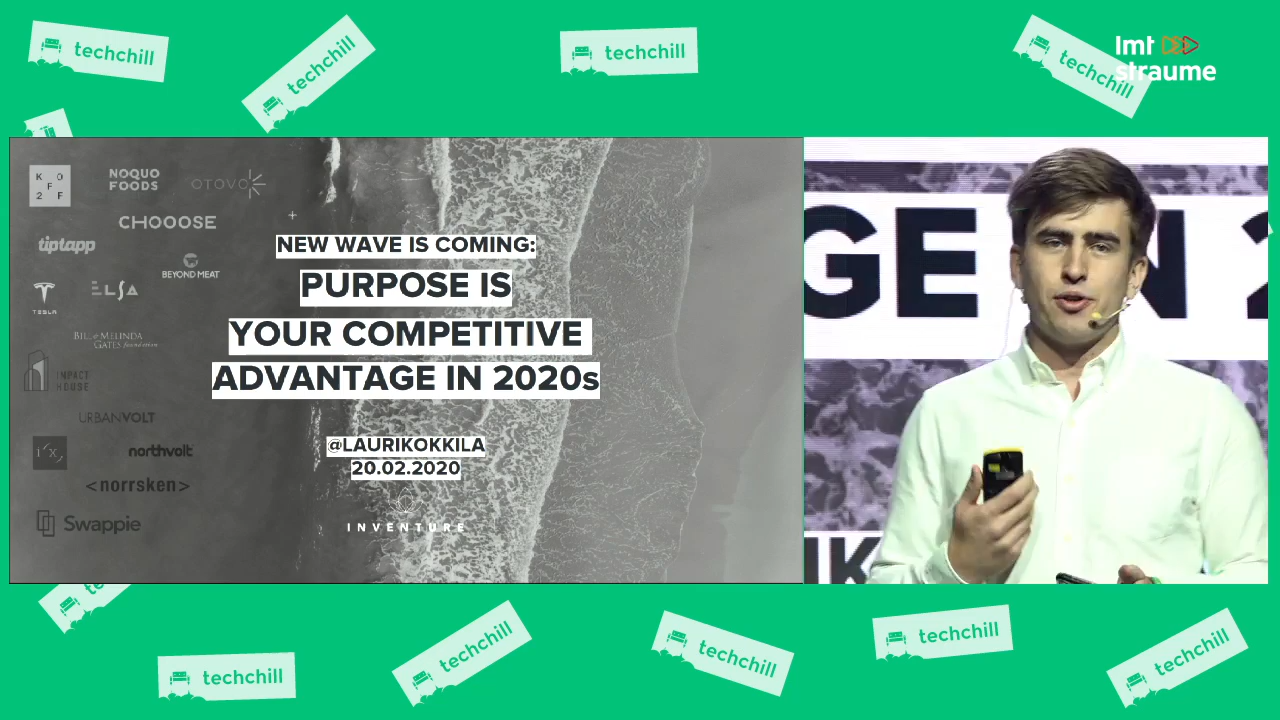 techchill
techchill
techchill
techchill
lmt
straume
K O
F F
2 F
NOQUO
FOODS
OTOVO
CHOOOSE
tiptapp
BEYOND MEAT
TESLA
ELSA
BILL & MELINDA
GATES foundation
IMPACT
HOUSE
URBANVOLT
northvolt
<norrsken>
Swappie
NEW WAVE IS COMING:
PURPOSE IS
YOUR COMPETITIVE
ADVANTAGE IN 2020s
@LAURIKOKKILA
20.02.2020
INVENTURE
GE
N 2
IK
techchill
techchill
techchill
techchill
techchill